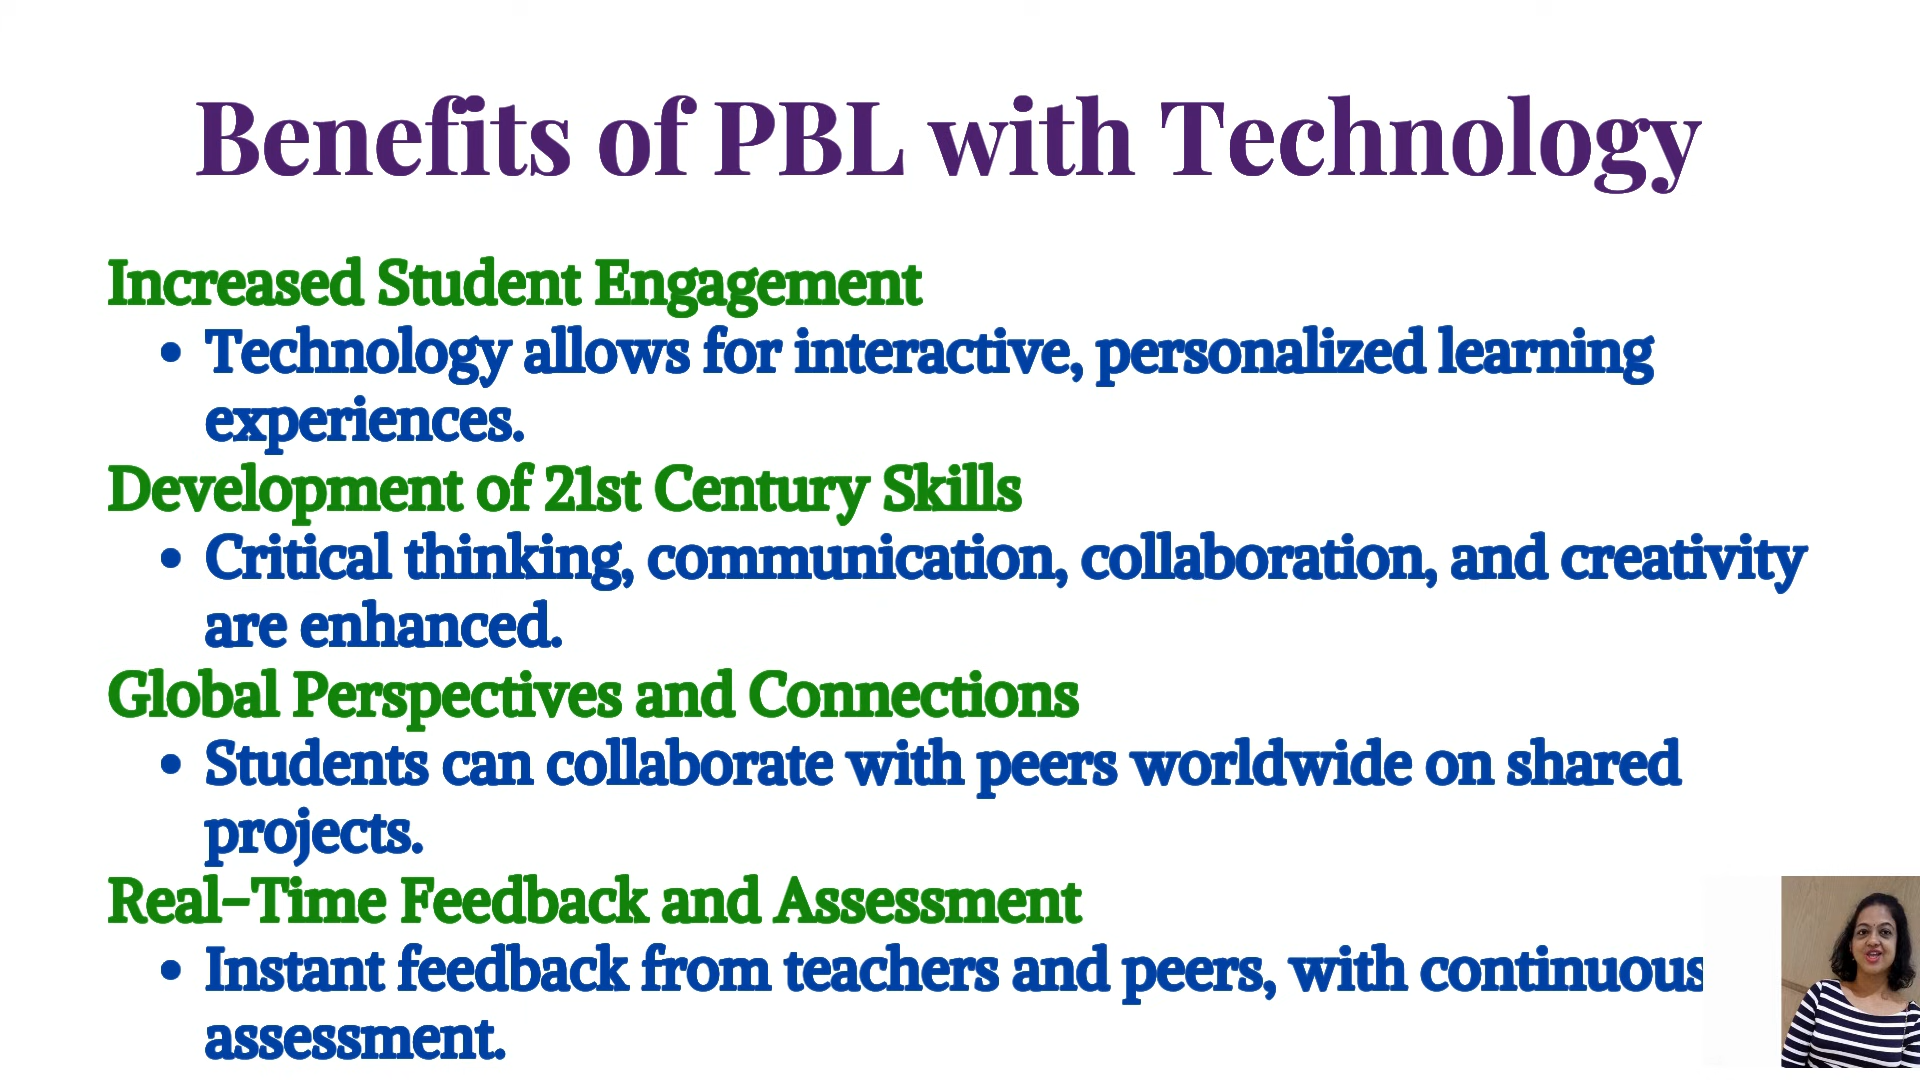 Benefits of PBL with Technology
Increased Student Engagement
• Technology allows for interactive, personalized learning
experiences.
Development of 21st Century Skills
• Critical thinking, communication, collaboration, and creativity
are enhanced.
Global Perspectives and Connections
• Students can collaborate with peers worldwide on shared
projects.
Real-Time Feedback and Assessment
• Instant feedback from teachers and peers, with continuous
assessment.